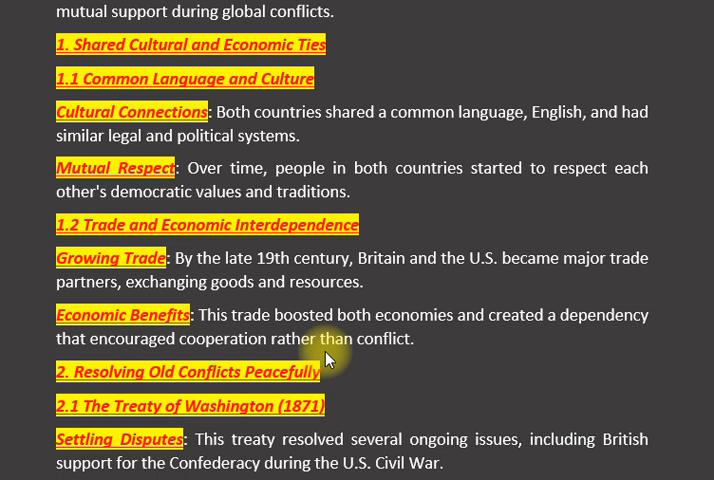 mutual support during global conflicts.
1. Shared Cultural and Economic Ties
1.1 Common Language and Culture
Cultural Connections: Both countries shared a common language, English, and had
similar legal and political systems.
Mutual Respect: Over time, people in both countries started to respect each
other's democratic values and traditions.
1.2 Trade and Economic Interdependence
Growing Trade: By the late 19th century, Britain and the U.S. became major trade
partners, exchanging goods and resources.
Economic Benefits: This trade boosted both economies and created a dependency
that encouraged cooperation rather than conflict.
2. Resolving Old Conflicts Peacefully
2.1 The Treaty of Washington (1871)
Settling Disputes: This treaty resolved several ongoing issues, including British
support for the Confederacy during the U.S. Civil War.